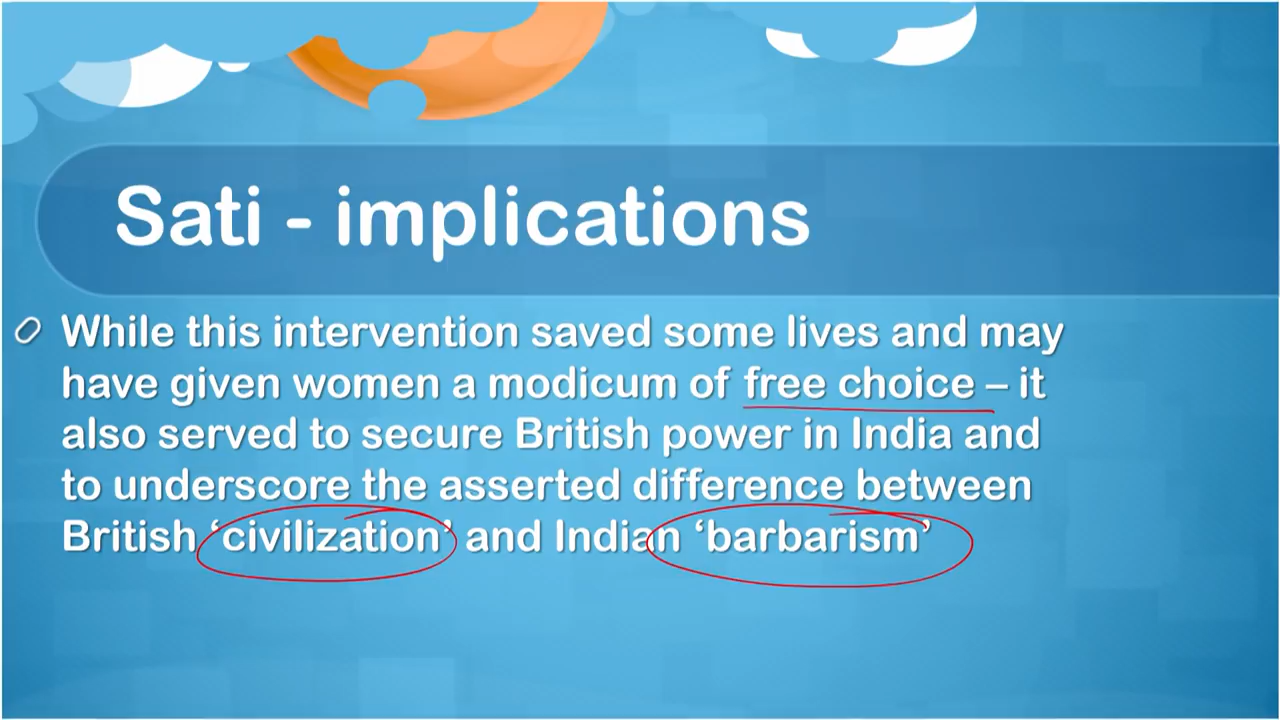 Sati - implications
While this intervention saved some lives and may
have given women a modicum of free choice – it
also served to secure British power in India and
to underscore the asserted difference between
British ‘civilization’ and Indian ‘barbarism’